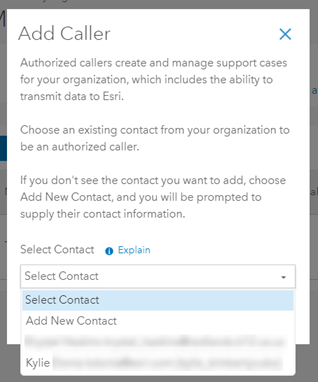 Add Caller
Authorized callers create and manage support cases
for your organization, which includes the ability to
transmit data to Esri.
Choose an existing contact from your organization to
be an authorized caller.
If you don't see the contact you want to add, choose
Add New Contact, and you will be prompted to
supply their contact information.
Select Contact Explain
Select Contact
Select Contact
Add New Contact
Kylie